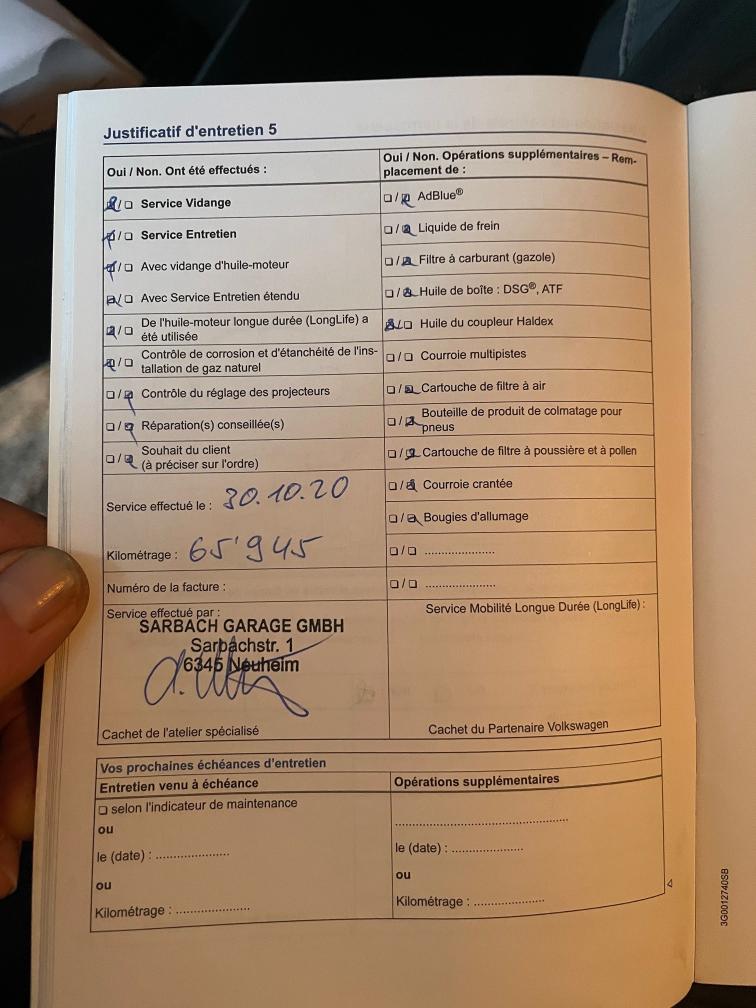 Justificatif d'entretien 5
Oui / Non. Ont été effectués :
☑/☐ Service Vidange
☑/☐ Service Entretien
☑/☐ Avec vidange d'huile-moteur
☑/☐ Avec Service Entretien étendu
☑/☐ De l'huile-moteur longue durée (LongLife) a
été utilisée
☑/☐ Contrôle de corrosion et d'étanchéité de l'ins-
tallation de gaz naturel
☐/☑ Contrôle du réglage des projecteurs
☐/☑ Réparation(s) conseillée(s)
☐/☑ Souhait du client
(à préciser sur l'ordre)
Service effectué le : 30.10.20
Kilométrage : 65'945
Numéro de la facture :
Service effectué par :
SARBACH GARAGE GMBH
Sarbachstr. 1
6345 Neuheim
Cachet de l'atelier spécialisé
Oui / Non. Opérations supplémentaires – Rem-
placement de :
☐/☑ AdBlue®
☐/☑ Liquide de frein
☐/☑ Filtre à carburant (gazole)
☐/☑ Huile de boîte : DSG®, ATF
☑/☐ Huile du coupleur Haldex
☐/☐ Courroie multipistes
☐/☑ Cartouche de filtre à air
☐/☑ Bouteille de produit de colmatage pour
pneus
☐/☑ Cartouche de filtre à poussière et à pollen
☐/☑ Courroie crantée
☐/☑ Bougies d'allumage
☐/☐ .....................
☐/☐ .....................
Service Mobilité Longue Durée (LongLife) :
Cachet du Partenaire Volkswagen
Vos prochaines échéances d'entretien
Entretien venu à échéance
☐ selon l'indicateur de maintenance
ou
le (date) : .....................
ou
Kilométrage : .....................
Opérations supplémentaires
..................................................
le (date) : .....................
ou
Kilométrage : .....................
3G0012740SB